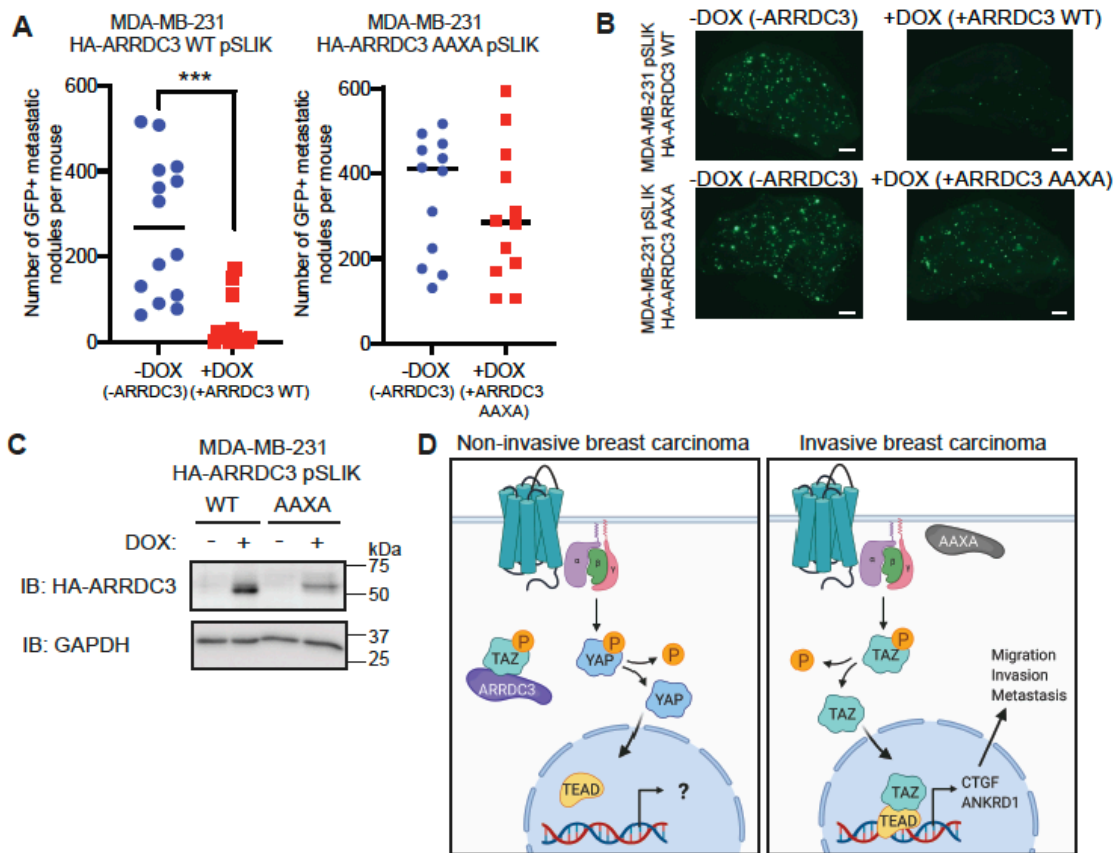 A
MDA-MB-231
HA-ARRDC3 WT pSLIK
Number of GFP+ metastatic
nodules per mouse
600
400
200
0
***
-DOX
(-ARRDC3)
+DOX
(+ARRDC3 WT)
MDA-MB-231
HA-ARRDC3 AAXA pSLIK
Number of GFP+ metastatic
nodules per mouse
600
400
200
0
-DOX
(-ARRDC3)
+DOX
(+ARRDC3
AAXA)
B
-DOX (-ARRDC3)
+DOX (+ARRDC3 WT)
MDA-MB-231 pSLIK
HA-ARRDC3 WT
-DOX (-ARRDC3)
+DOX (+ARRDC3 AAXA)
MDA-MB-231 pSLIK
HA-ARRDC3 AAXA
C
MDA-MB-231
HA-ARRDC3 pSLIK
WT AAXA
DOX: - + - +
kDa
IB: HA-ARRDC3
75
50
IB: GAPDH
37
25
D
Non-invasive breast carcinoma
α β γ
P
TAZ
ARRDC3
P
YAP
P
YAP
TEAD
?
Invasive breast carcinoma
α β γ
AAXA
P
TAZ
P
TAZ
TAZ
TEAD
CTGF
ANKRD1
Migration
Invasion
Metastasis